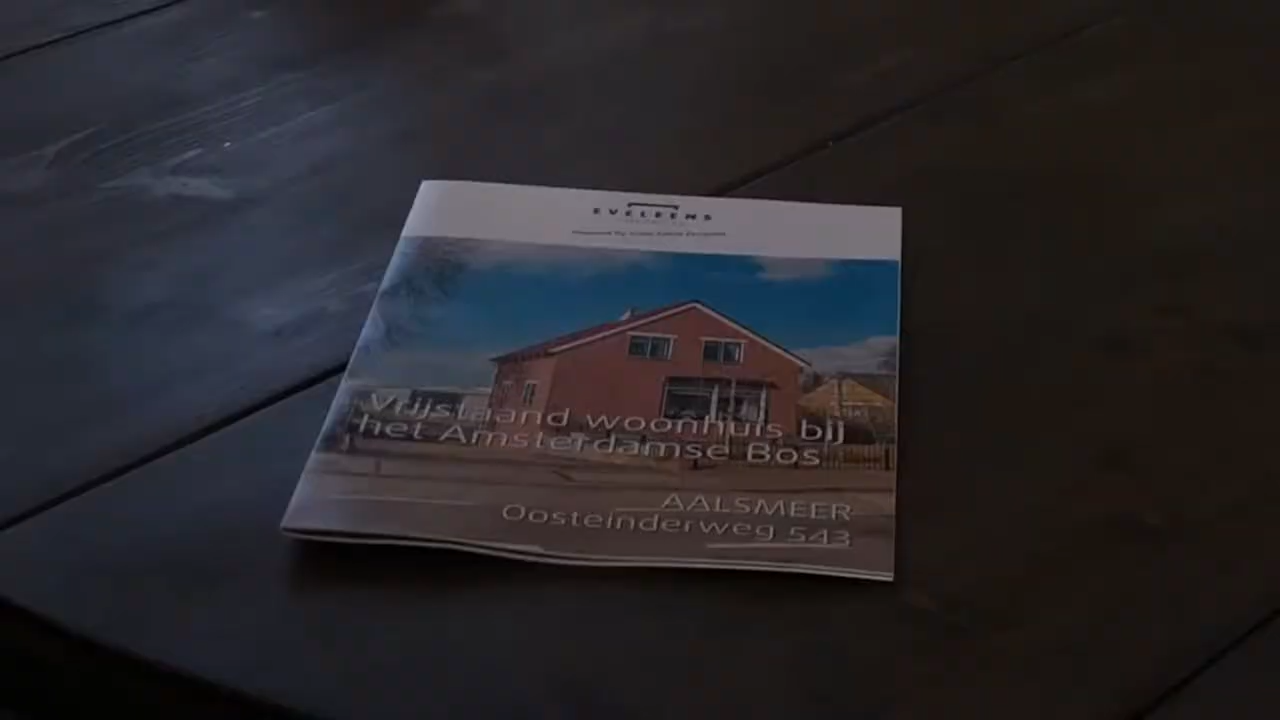 EVELEENS
Vrijstaand woonhuis bij
het Amsterdamse Bos
AALSMEER
Oosteinderweg 543